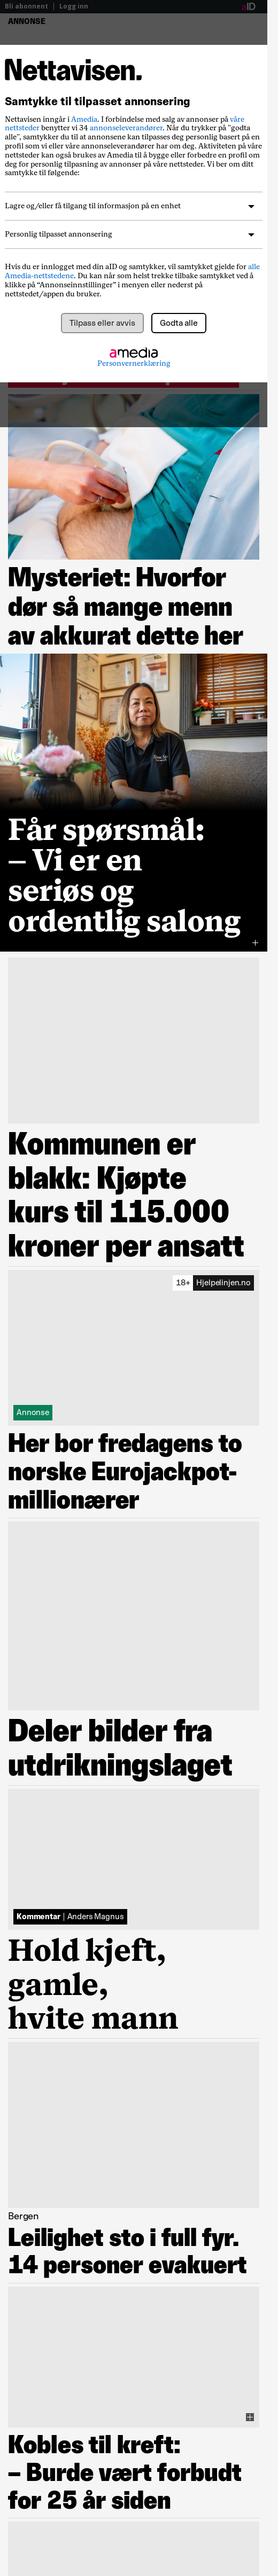 Bli abonnent | Logg inn
aID
ANNONSE
Nettavisen.
Samtykke til tilpasset annonsering
Nettavisen inngår i Amedia. I forbindelse med salg av annonser på våre
nettsteder benytter vi 34 annonseleverandører. Når du trykker på "godta
alle", samtykker du til at annonsene kan tilpasses deg personlig basert på en
profil som vi eller våre annonseleverandører har om deg. Aktiviteten på våre
nettsteder kan også brukes av Amedia til å bygge eller forbedre en profil om
deg for personlig tilpasning av annonser på våre nettsteder. Vi ber om ditt
samtykke til følgende:
Lagre og/eller få tilgang til informasjon på en enhet
Personlig tilpasset annonsering
Hvis du er innlogget med din aID og samtykker, vil samtykket gjelde for alle
Amedia-nettstedene. Du kan når som helst trekke tilbake samtykket ved å
klikke på “Annonseinnstillinger” i menyen eller nederst på
nettstedet/appen du bruker.
Tilpass eller avvis
Godta alle
amedia
Personvernerklæring
Mysteriet: Hvorfor
dør så mange menn
av akkurat dette her
Får spørsmål:
– Vi er en
seriøs og
ordentlig salong
Kommunen er
blakk: Kjøpte
kurs til 115.000
kroner per ansatt
18+ Hjelpelinjen.no
Annonse
Her bor fredagens to
norske Eurojackpot-
millionærer
Deler bilder fra
utdrikningslaget
Kommentar | Anders Magnus
Hold kjeft,
gamle,
hvite mann
Bergen
Leilighet sto i full fyr.
14 personer evakuert
Kobles til kreft:
– Burde vært forbudt
for 25 år siden